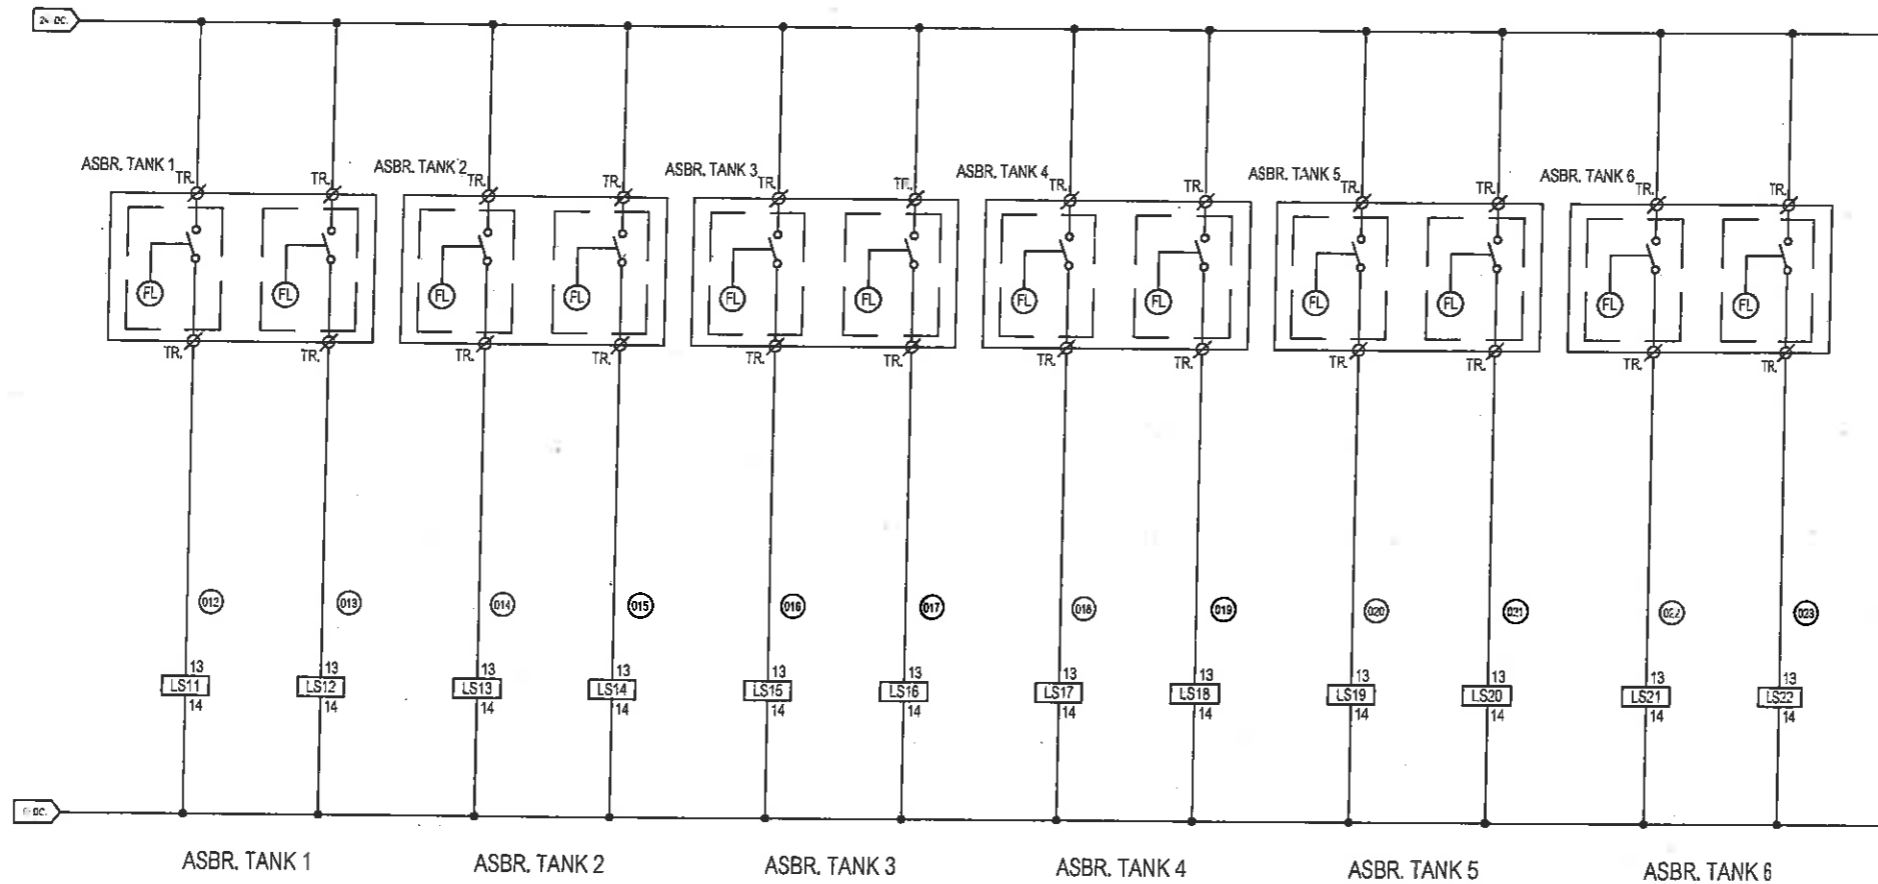 24 DC.
ASBR. TANK 1
ASBR. TANK 2
ASBR. TANK 3
ASBR. TANK 4
ASBR. TANK 5
ASBR. TANK 6
TR. TR. TR. TR. TR. TR. TR. TR. TR. TR. TR. TR.
FL FL FL FL FL FL FL FL FL FL FL FL
TR. TR. TR. TR. TR. TR. TR. TR. TR. TR. TR. TR.
012 013 014 015 016 017 018 019 020 021 022 023
13 13 13 13 13 13 13 13 13 13 13 13
LS11 LS12 LS13 LS14 LS15 LS16 LS17 LS18 LS19 LS20 LS21 LS22
14 14 14 14 14 14 14 14 14 14 14 14
DC.
ASBR. TANK 1
ASBR. TANK 2
ASBR. TANK 3
ASBR. TANK 4
ASBR. TANK 5
ASBR. TANK 6